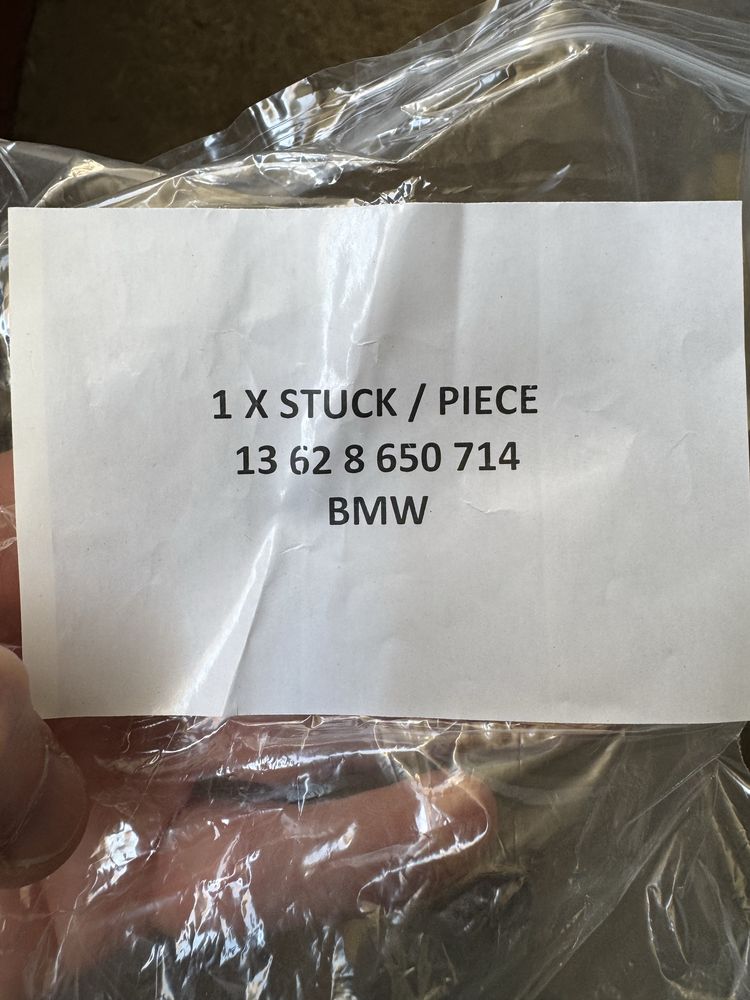 1 X STUCK / PIECE
13 62 8 650 714
BMW